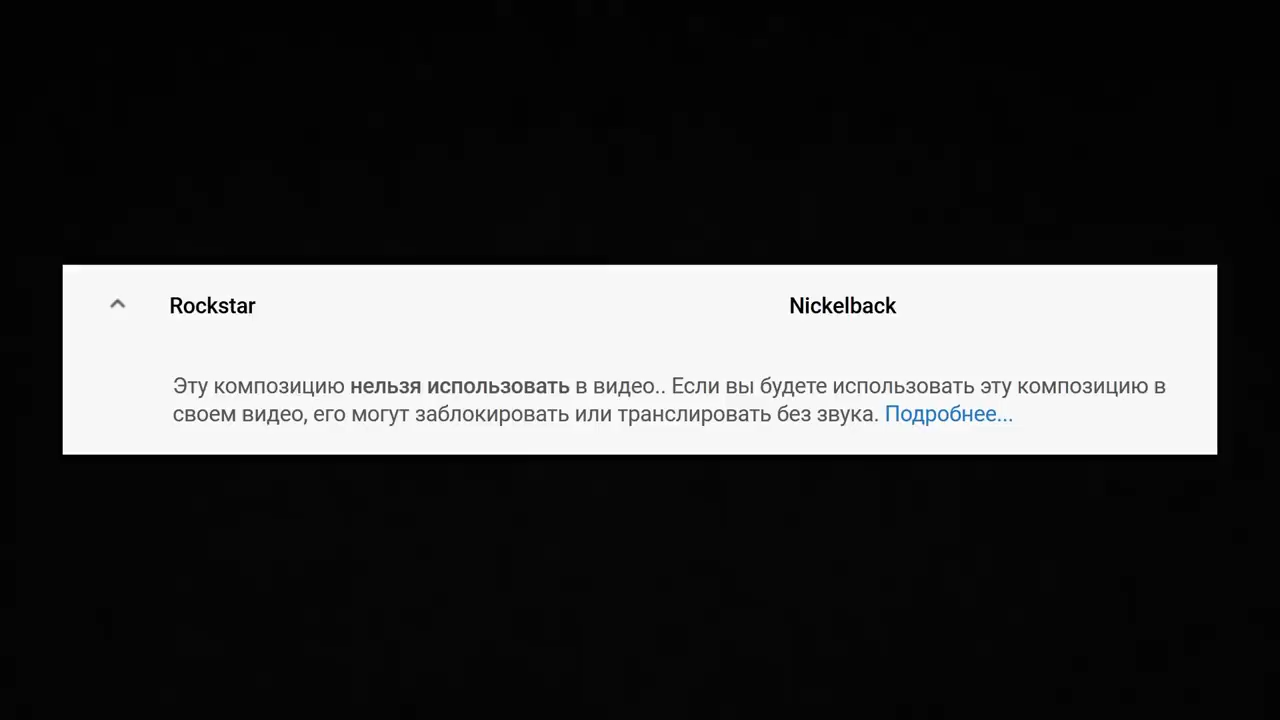 Rockstar Nickelback
Эту композицию нельзя использовать в видео.. Если вы будете использовать эту композицию в
своем видео, его могут заблокировать или транслировать без звука. Подробнее...